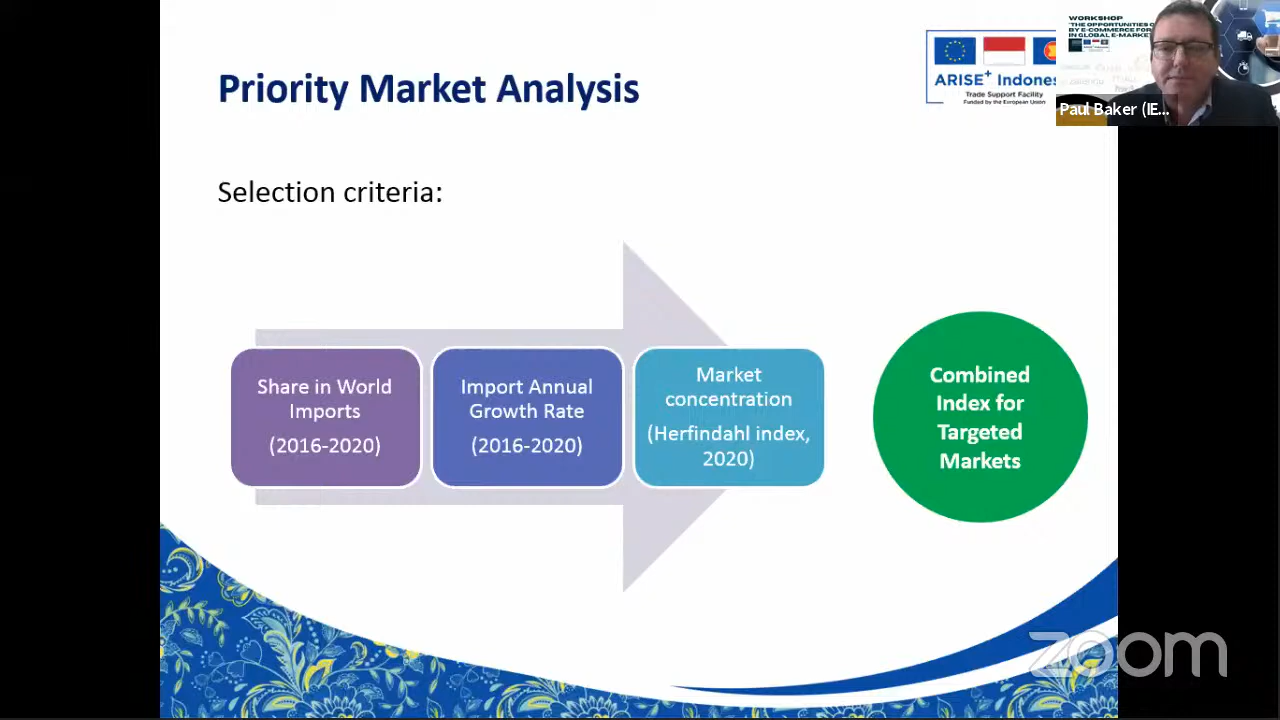 Priority Market Analysis
ARISE+ Indones
Trade Support Facility
Funded by the European Union
WORKSHOP
Paul Baker (IE...
Selection criteria:
Share in World
Imports
(2016-2020)
Import Annual
Growth Rate
(2016-2020)
Market
concentration
(Herfindahl index,
2020)
Combined
Index for
Targeted
Markets
zoom